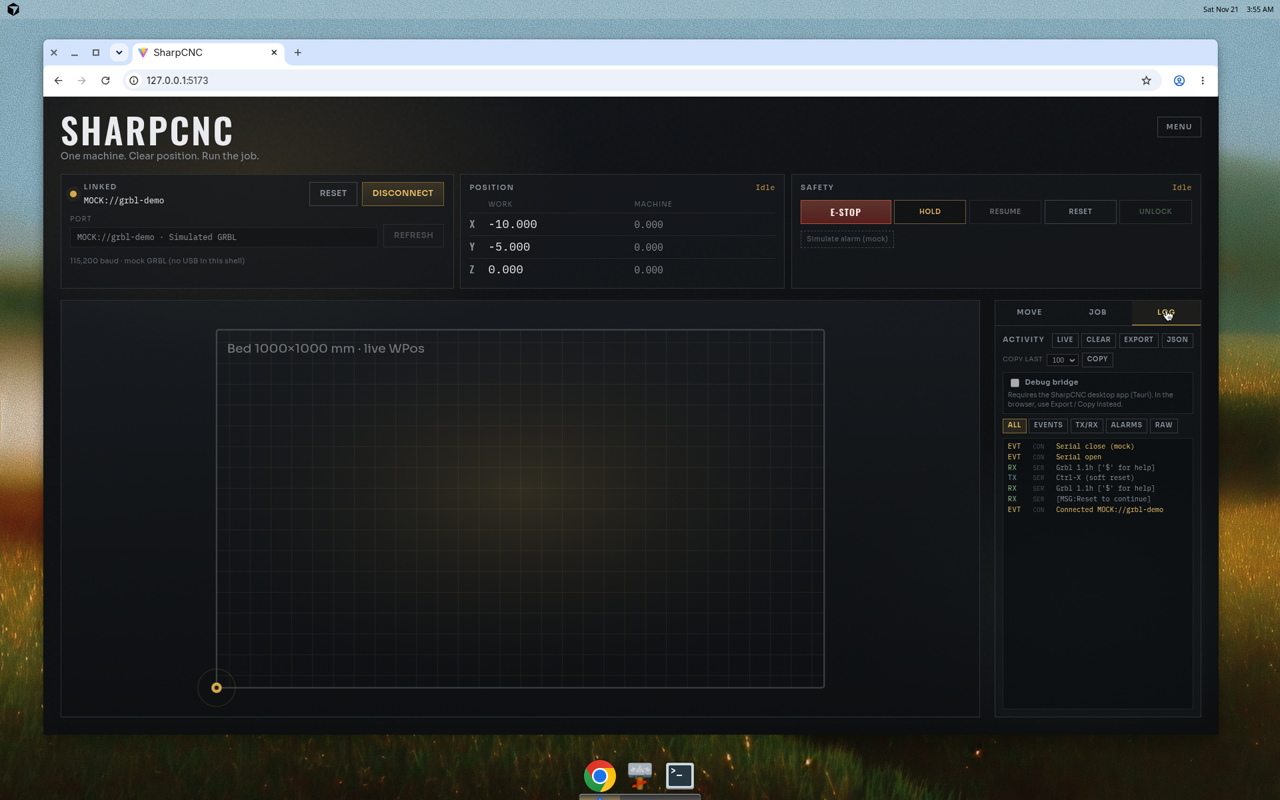 Sat Nov 21 3:55 AM
SharpCNC
127.0.0.1:5173
SHARPCNC
One machine. Clear position. Run the job.
MENU
LINKED
MOCK://grbl-demo
RESET
DISCONNECT
PORT
MOCK://grbl-demo · Simulated GRBL
REFRESH
115,200 baud · mock GRBL (no USB in this shell)
POSITION
Idle
WORK MACHINE
X -10.000 0.000
Y -5.000 0.000
Z 0.000 0.000
SAFETY
Idle
E-STOP HOLD RESUME RESET UNLOCK
Simulate alarm (mock)
Bed 1000×1000 mm · live WPos
MOVE JOB LOG
ACTIVITY LIVE CLEAR EXPORT JSON
COPY LAST 100 COPY
Debug bridge
Requires the SharpCNC desktop app (Tauri). In the
browser, use Export / Copy instead.
ALL EVENTS TX/RX ALARMS RAW
EVT CON Serial close (mock)
EVT CON Serial open
RX SER Grbl 1.1h ['$' for help]
TX SER Ctrl-X (soft reset)
RX SER Grbl 1.1h ['$' for help]
RX SER [MSG:Reset to continue]
EVT CON Connected MOCK://grbl-demo
>_